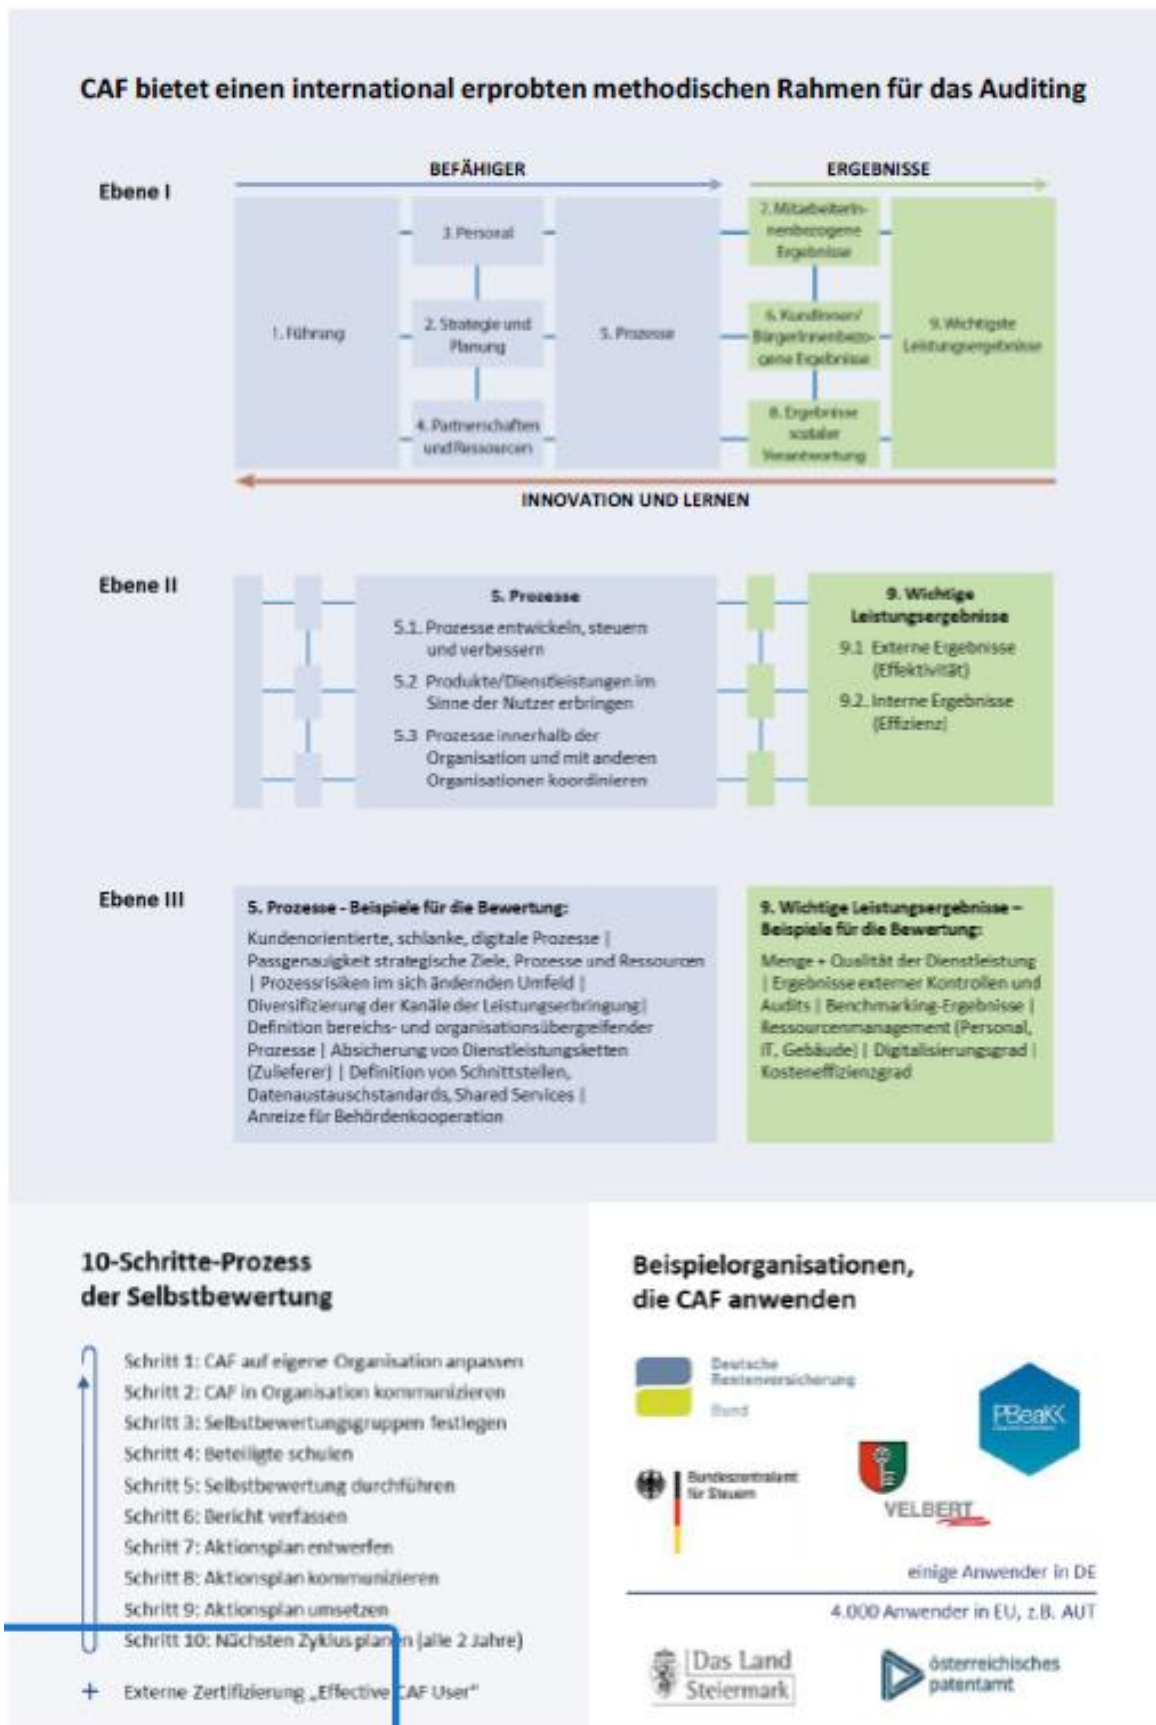 CAF bietet einen international erprobten methodischen Rahmen für das Auditing
Ebene I
BEFÄHIGER
ERGEBNISSE
1. Führung
3. Personal
2. Strategie und
Planung
4. Partnerschaften
und Ressourcen
5. Prozesse
7. MitarbeiterIn-
nenbezogene
Ergebnisse
6. KundInnen/
BürgerInnenbezo-
gene Ergebnisse
8. Ergebnisse
sozialer
Verantwortung
9. Wichtigste
Leistungsergebnisse
INNOVATION UND LERNEN
Ebene II
5. Prozesse
5.1. Prozesse entwickeln, steuern
und verbessern
5.2 Produkte/Dienstleistungen im
Sinne der Nutzer erbringen
5.3 Prozesse innerhalb der
Organisation und mit anderen
Organisationen koordinieren
9. Wichtige
Leistungsergebnisse
9.1 Externe Ergebnisse
(Effektivität)
9.2. Interne Ergebnisse
(Effizienz)
Ebene III
5. Prozesse - Beispiele für die Bewertung:
Kundenorientierte, schlanke, digitale Prozesse |
Passgenauigkeit strategische Ziele, Prozesse und Ressourcen
| Prozessrisiken im sich ändernden Umfeld |
Diversifizierung der Kanäle der Leistungserbringung|
Definition bereichs- und organisationsübergreifender
Prozesse | Absicherung von Dienstleistungsketten
(Zulieferer) | Definition von Schnittstellen,
Datenaustauschstandards, Shared Services |
Anreize für Behördenkooperation
9. Wichtige Leistungsergebnisse –
Beispiele für die Bewertung:
Menge + Qualität der Dienstleistung
| Ergebnisse externer Kontrollen und
Audits | Benchmarking-Ergebnisse |
Ressourcenmanagement (Personal,
IT, Gebäude) | Digitalisierungsgrad |
Kosteneffizienzgrad
10-Schritte-Prozess
der Selbstbewertung
Schritt 1: CAF auf eigene Organisation anpassen
Schritt 2: CAF in Organisation kommunizieren
Schritt 3: Selbstbewertungsgruppen festlegen
Schritt 4: Beteiligte schulen
Schritt 5: Selbstbewertung durchführen
Schritt 6: Bericht verfassen
Schritt 7: Aktionsplan entwerfen
Schritt 8: Aktionsplan kommunizieren
Schritt 9: Aktionsplan umsetzen
Schritt 10: Nächsten Zyklus planen (alle 2 Jahre)
+ Externe Zertifizierung „Effective CAF User"
Beispielorganisationen,
die CAF anwenden
Deutsche
Rentenversicherung
Bund
PBeaKK
Bundeszentralamt
für Steuern
VELBERT
einige Anwender in DE
4.000 Anwender in EU, z.B. AUT
Das Land
Steiermark
österreichisches
patentamt